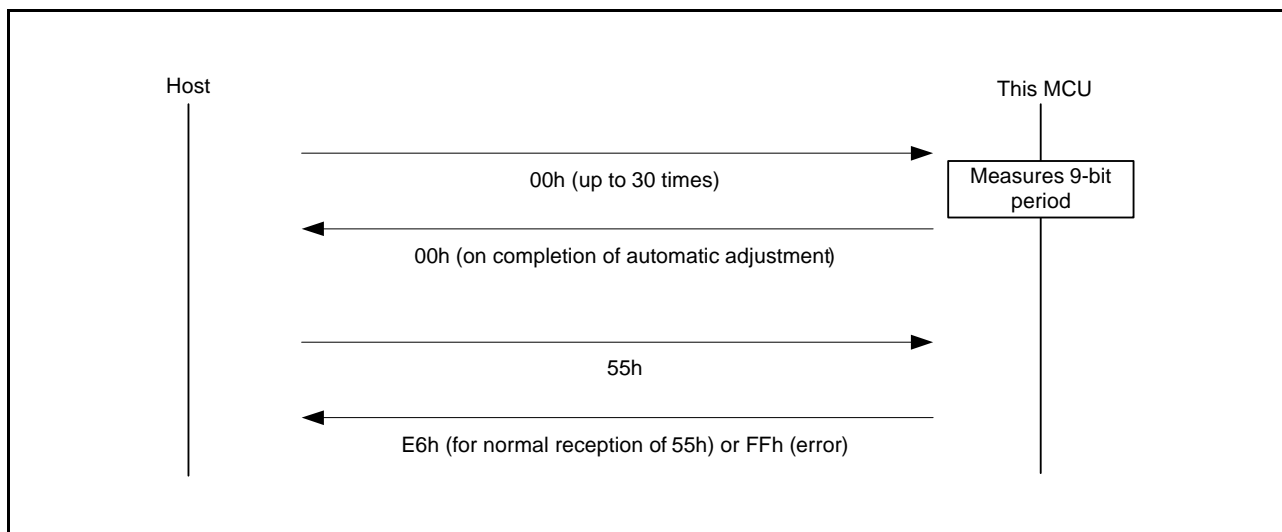 Host
This MCU
00h (up to 30 times)
Measures 9-bit
period
00h (on completion of automatic adjustment)
55h
E6h (for normal reception of 55h) or FFh (error)